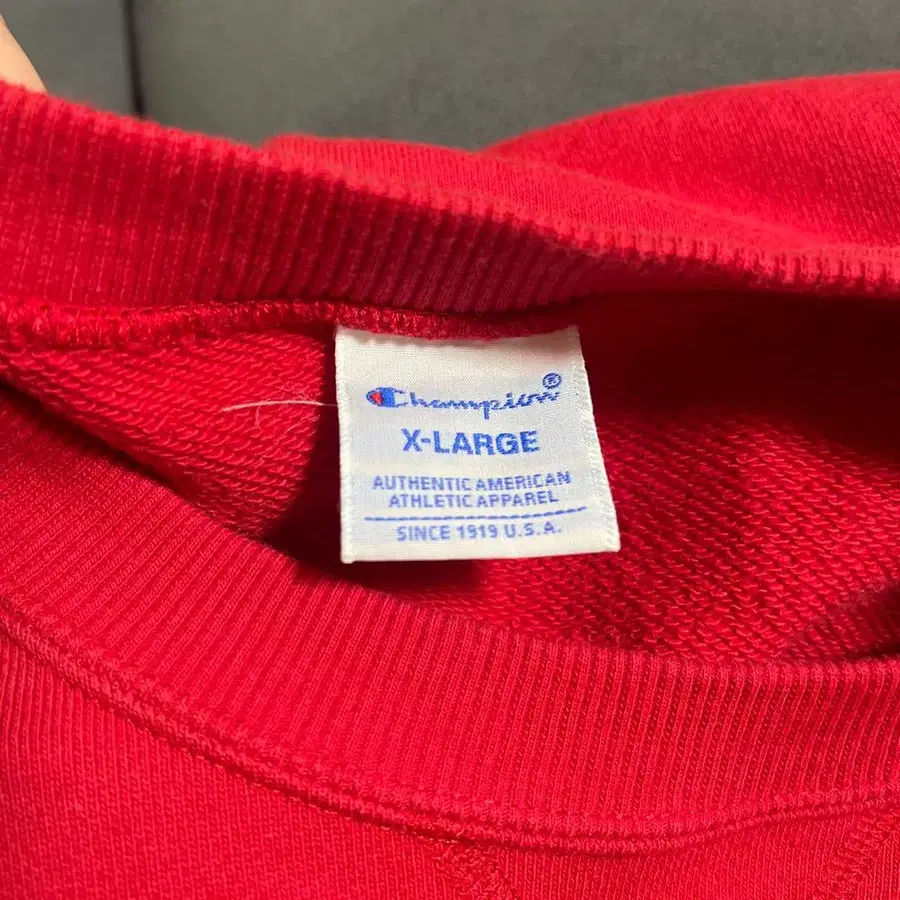 Champion®
X-LARGE
AUTHENTIC AMERICAN
ATHLETIC APPAREL
SINCE 1919 U.S.A.